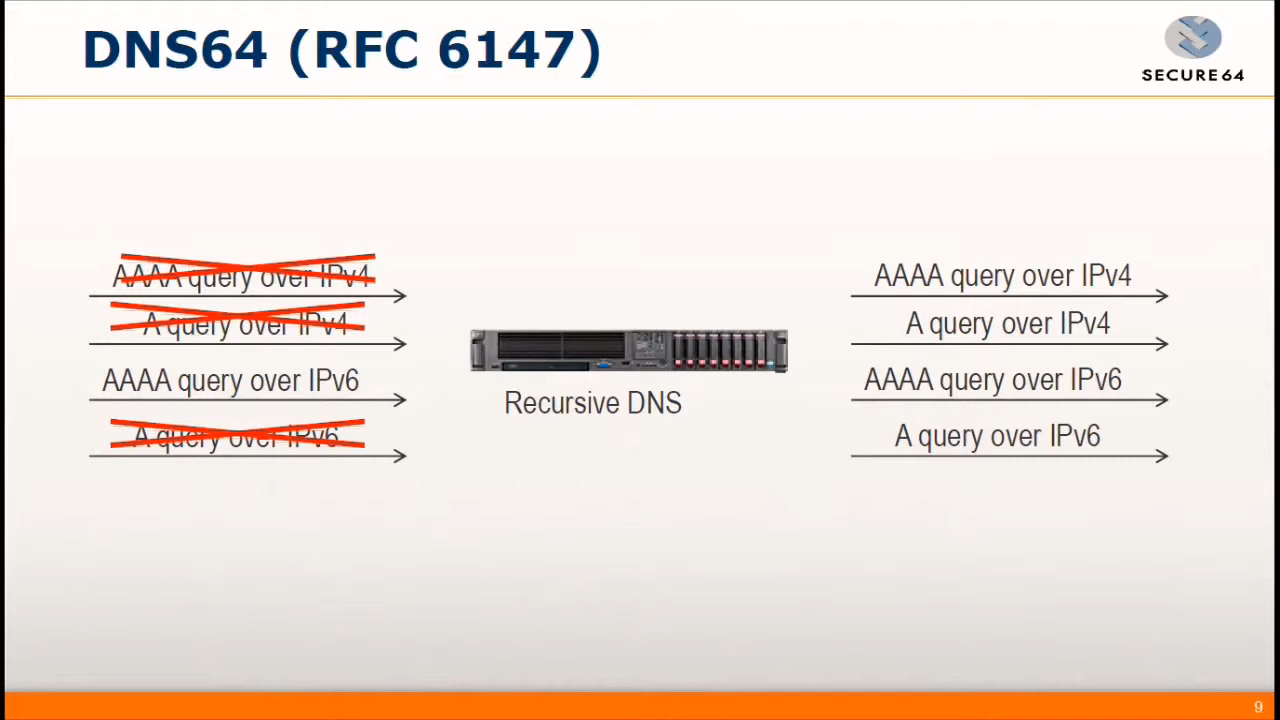 DNS64 (RFC 6147)
SECURE64
AAAA query over IPv4
A query over IPv4
AAAA query over IPv6
A query over IPv6
Recursive DNS
AAAA query over IPv4
A query over IPv4
AAAA query over IPv6
A query over IPv6
9